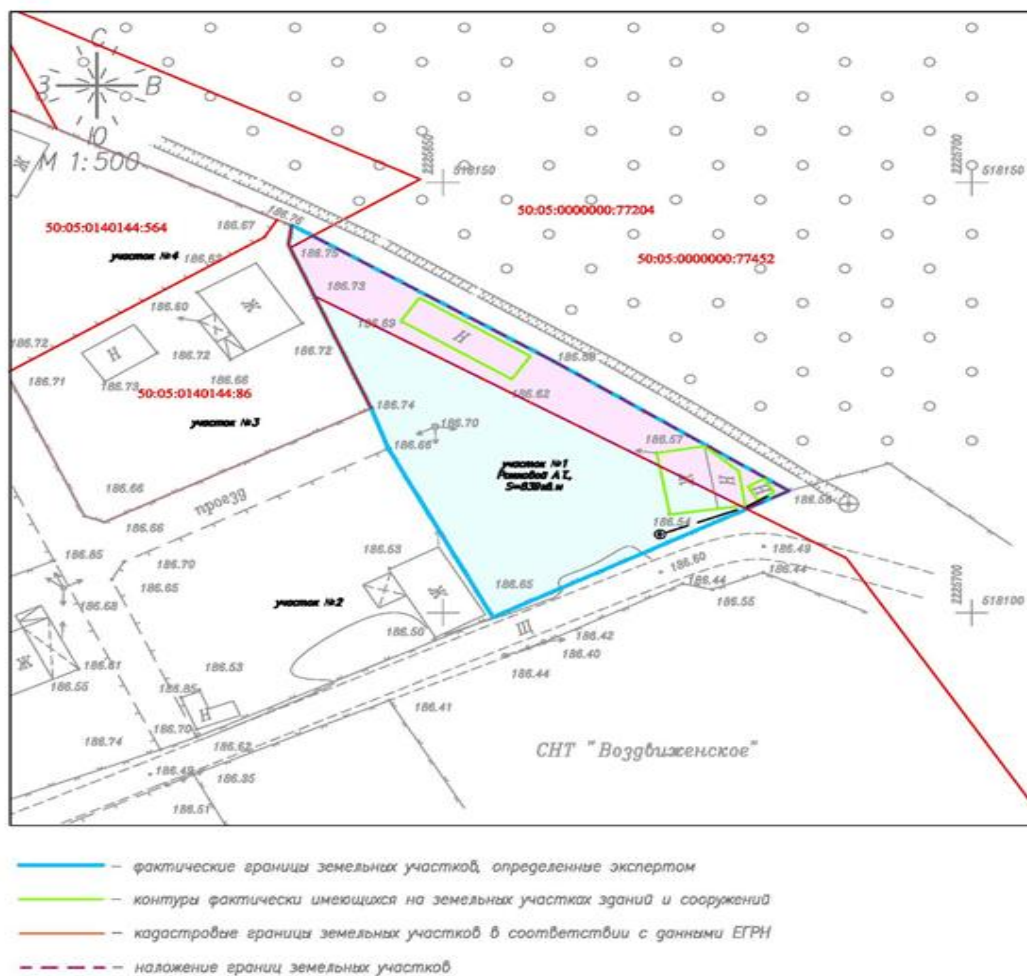 С
З В
Ю
М 1:500
Ж
2225650
518150
2225700
518150
186.76
50:05:0000000:77204
50:05:0140144:564
186.67
участок №4
186.63
186.75
50:05:0000000:77452
186.60
Ж
186.73
186.69
Н
186.72
186.72
186.72
186.71
Н
186.73
186.66
186.62
50:05:0140144:86
186.74
участок №3
186.70
186.66
186.57
участок №1
186.66
проезд
Ж
Н
Н
186.58
186.66
186.54
186.85
186.70
186.53
186.60
186.49
186.44
186.44
186.65
186.65
186.55
2225700
518100
186.68
участок №2
Ж
186.50
Щ
186.42
186.40
Ж
186.61
186.53
186.44
186.55
186.85
Н
186.41
186.70
186.74
186.62
СНТ "Воздвиженское"
186.49
186.35
186.51
– фактические границы земельных участков, определенные экспертом
– контуры фактически имеющихся на земельных участках зданий и сооружений
– кадастровые границы земельных участков в соответствии с данными ЕГРН
– наложение границ земельных участков